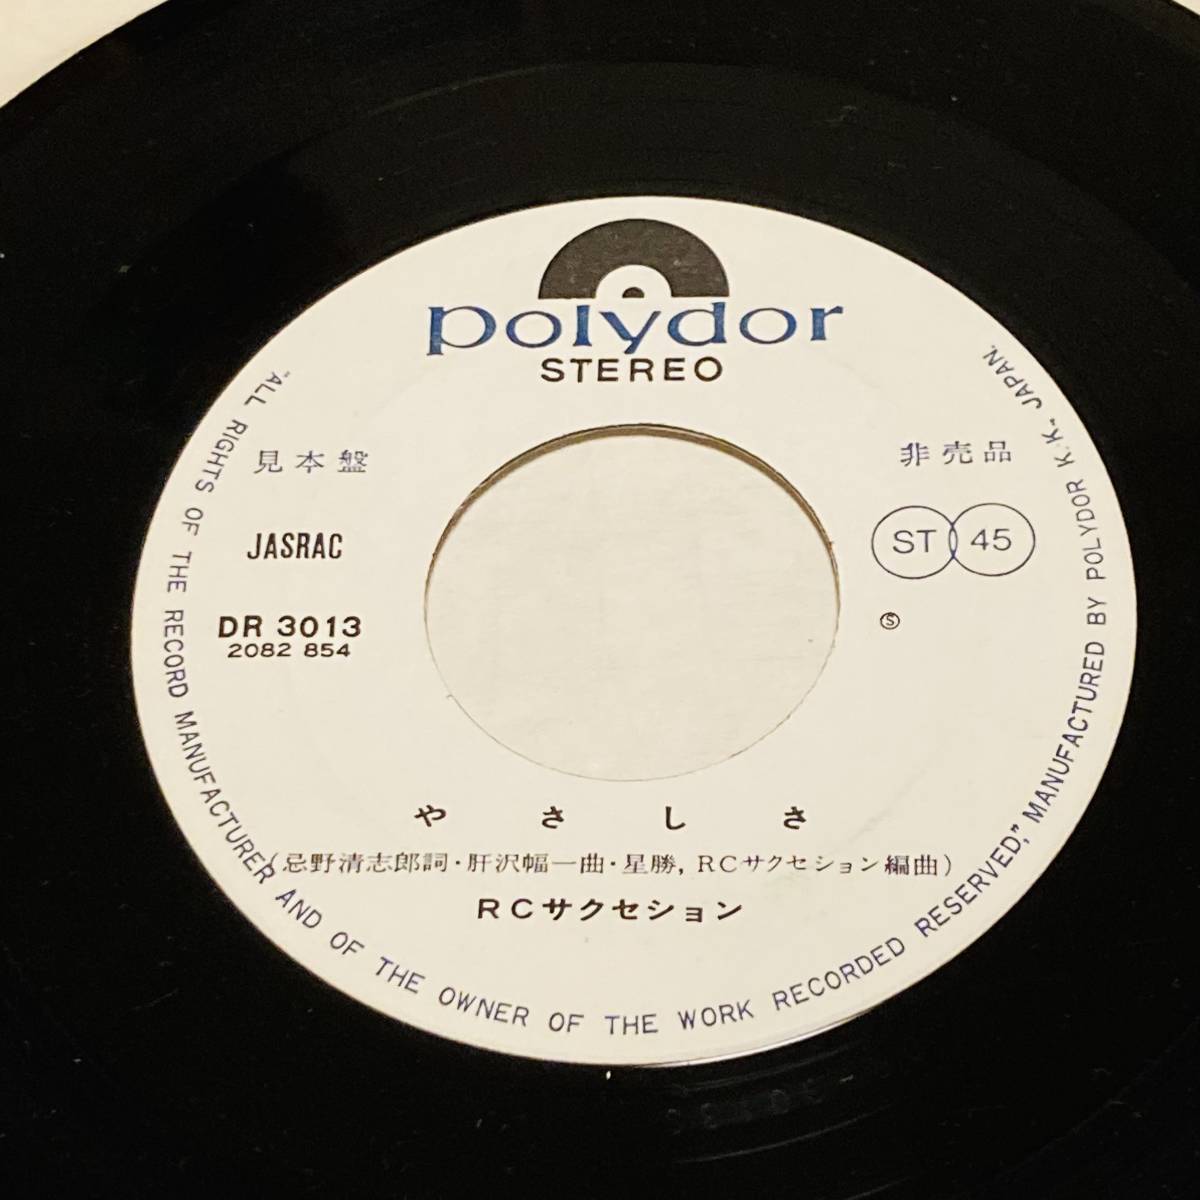 polydor
STEREO
見本盤
非売品
JASRAC
ST 45
DR 3013
2082 854
Ⓢ
やさしさ
(忌野清志郎詞・肝沢幅一曲・星勝, RCサクセション編曲)
RCサクセション
"ALL RIGHTS OF THE RECORD MANUFACTURER AND OF THE OWNER OF THE WORK RECORDED RESERVED," MANUFACTURED BY POLYDOR K.K., JAPAN.